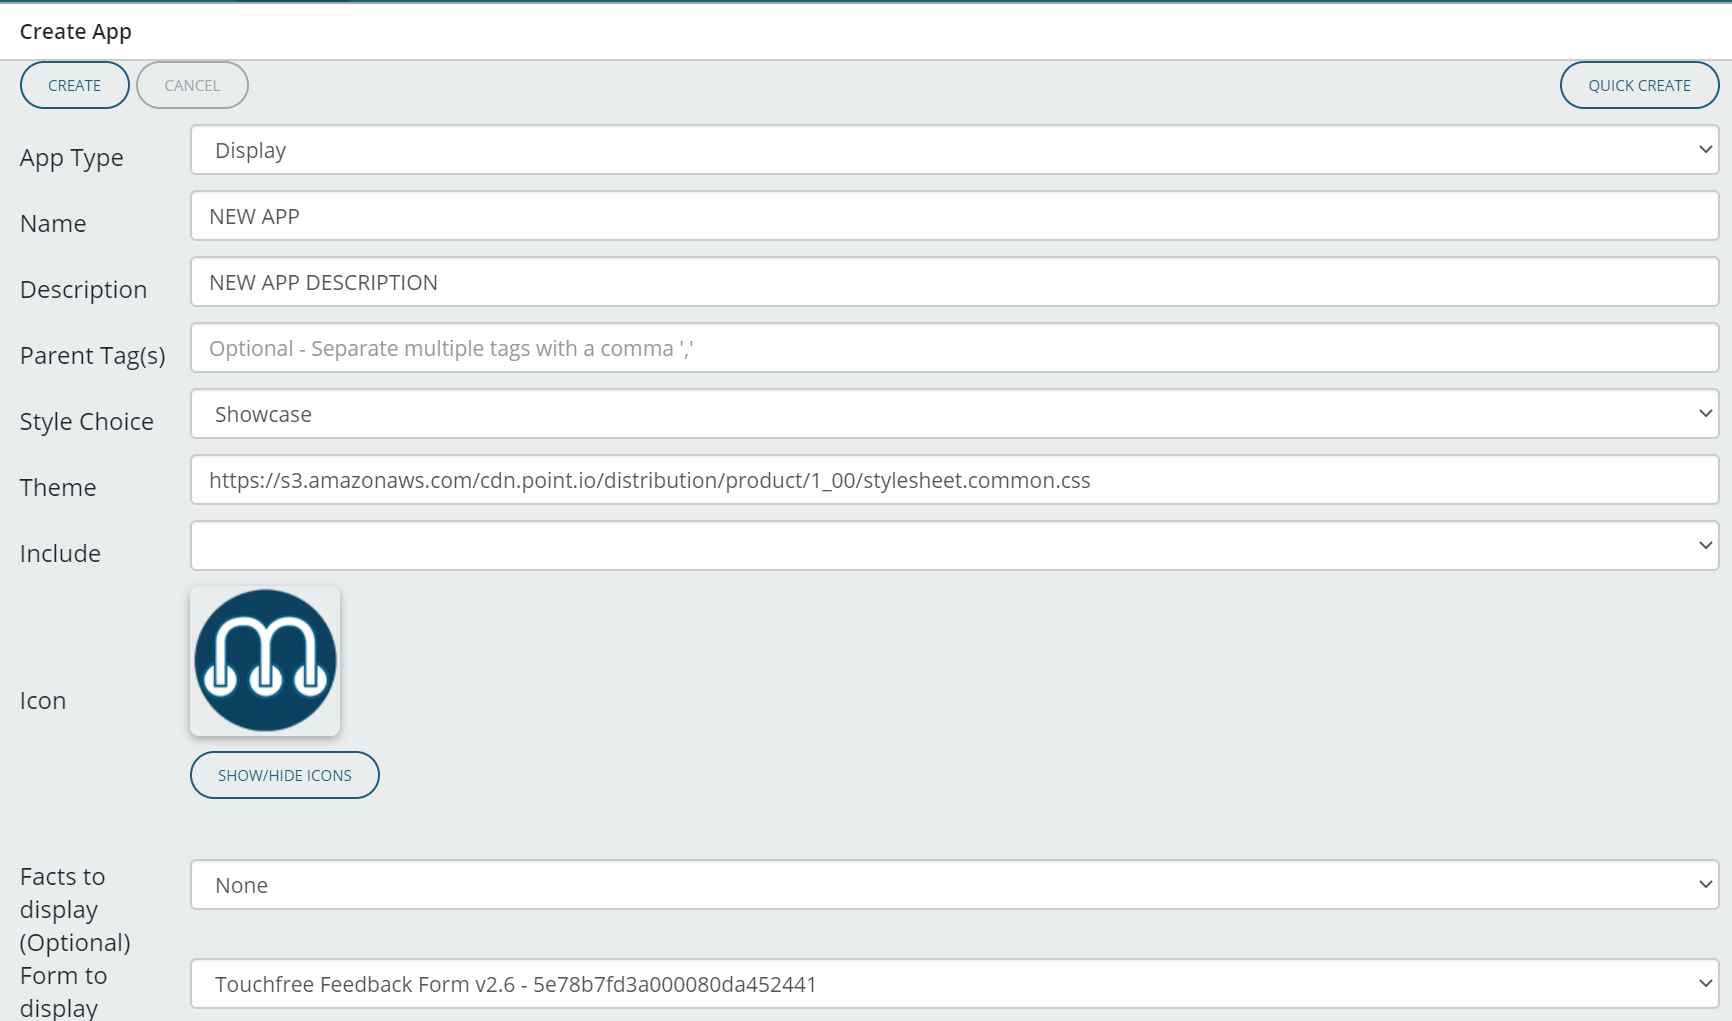 Create App
CREATE CANCEL QUICK CREATE
App Type Display
Name NEW APP
Description NEW APP DESCRIPTION
Parent Tag(s) Optional - Separate multiple tags with a comma ','
Style Choice Showcase
Theme https://s3.amazonaws.com/cdn.point.io/distribution/product/1_00/stylesheet.common.css
Include
Icon
SHOW/HIDE ICONS
Facts to
display
(Optional)
None
Form to
display
Touchfree Feedback Form v2.6 - 5e78b7fd3a000080da452441